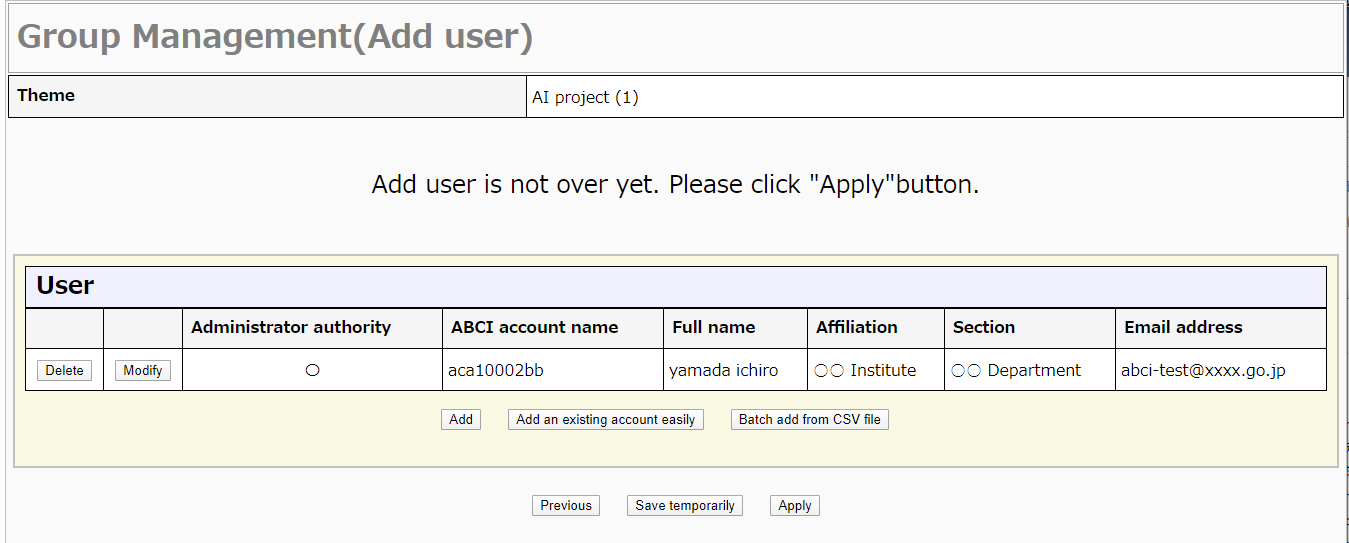 Group Management(Add user)
Theme AI project (1)
Add user is not over yet. Please click "Apply"button.
User
Administrator authority ABCI account name Full name Affiliation Section Email address
Delete Modify 〇 aca10002bb yamada ichiro 〇〇 Institute 〇〇 Department abci-test@xxxx.go.jp
Add Add an existing account easily Batch add from CSV file
Previous Save temporarily Apply